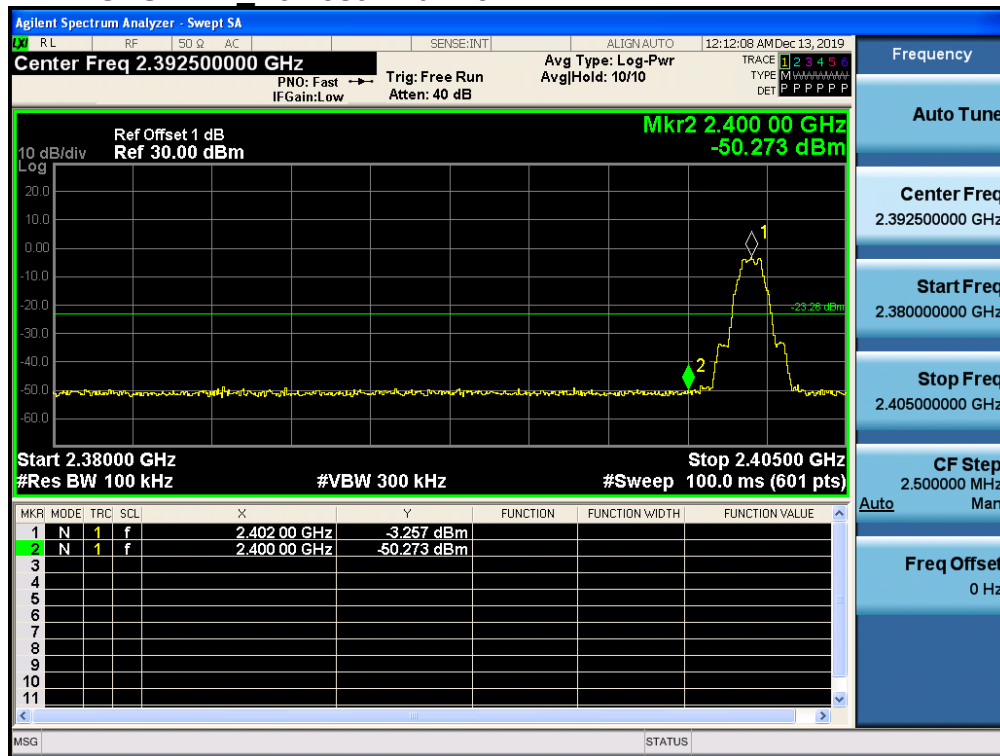 Agilent Spectrum Analyzer - Swept SA
LXI RL RF 50 Ω AC SENSE:INT ALIGN AUTO 12:12:08 AM Dec 13, 2019
Center Freq 2.392500000 GHz
PNO: Fast
IFGain:Low
Trig: Free Run
Atten: 40 dB
Avg Type: Log-Pwr
Avg|Hold: 10/10
TRACE 1 2 3 4 5 6
TYPE M
DET P P P P P P
Mkr2 2.400 00 GHz
-50.273 dBm
Ref Offset 1 dB
10 dB/div Ref 30.00 dBm
Log
20.0
10.0
0.00
-10.0
-20.0
-30.0
-40.0
-50.0
-60.0
1
-23.26 dBm
2
Start 2.38000 GHz Stop 2.40500 GHz
#Res BW 100 kHz #VBW 300 kHz #Sweep 100.0 ms (601 pts)
MKR MODE TRC SCL X Y FUNCTION FUNCTION WIDTH FUNCTION VALUE
1 N 1 f 2.402 00 GHz -3.257 dBm
2 N 1 f 2.400 00 GHz -50.273 dBm
3
4
5
6
7
8
9
10
11
MSG STATUS
Frequency
Auto Tune
Center Freq
2.392500000 GHz
Start Freq
2.380000000 GHz
Stop Freq
2.405000000 GHz
CF Step
2.500000 MHz
Auto Man
Freq Offset
0 Hz